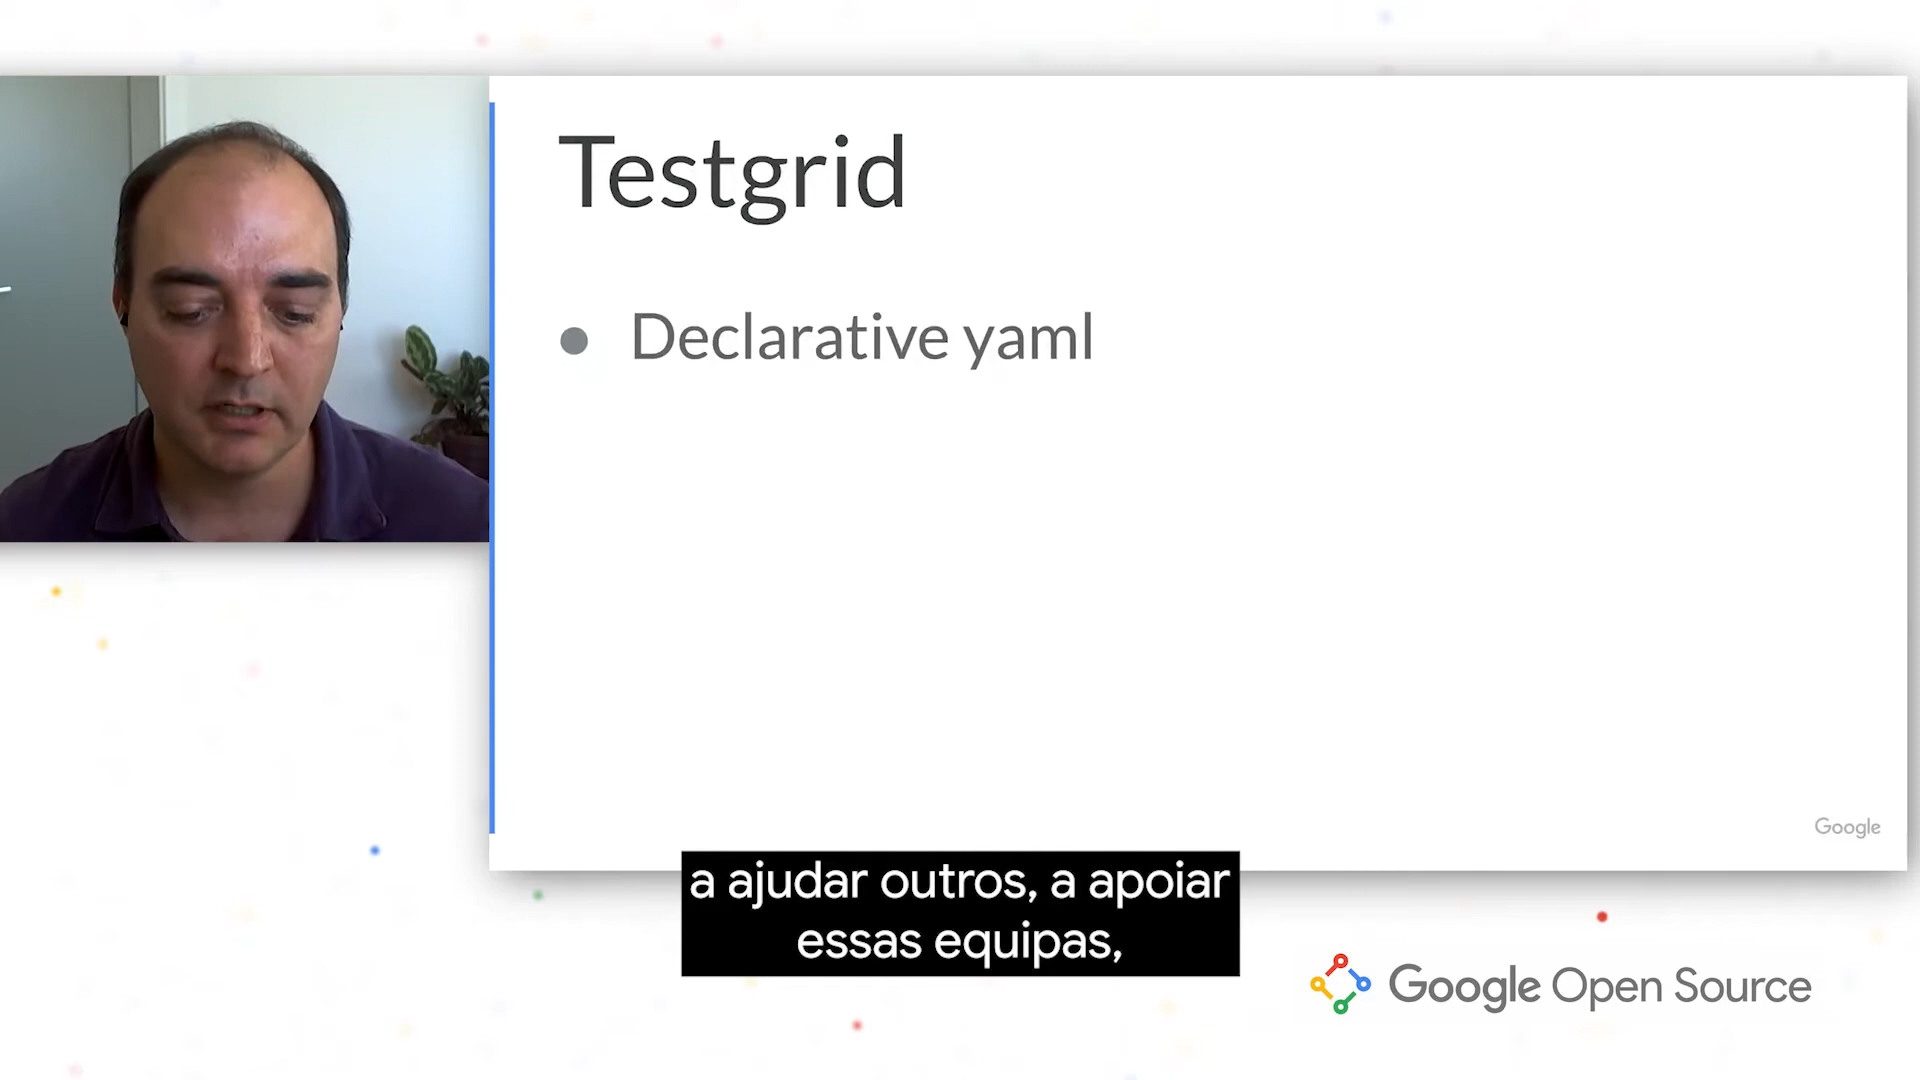 Testgrid
● Declarative yaml
Google
a ajudar outros, a apoiar
essas equipas,
Google Open Source